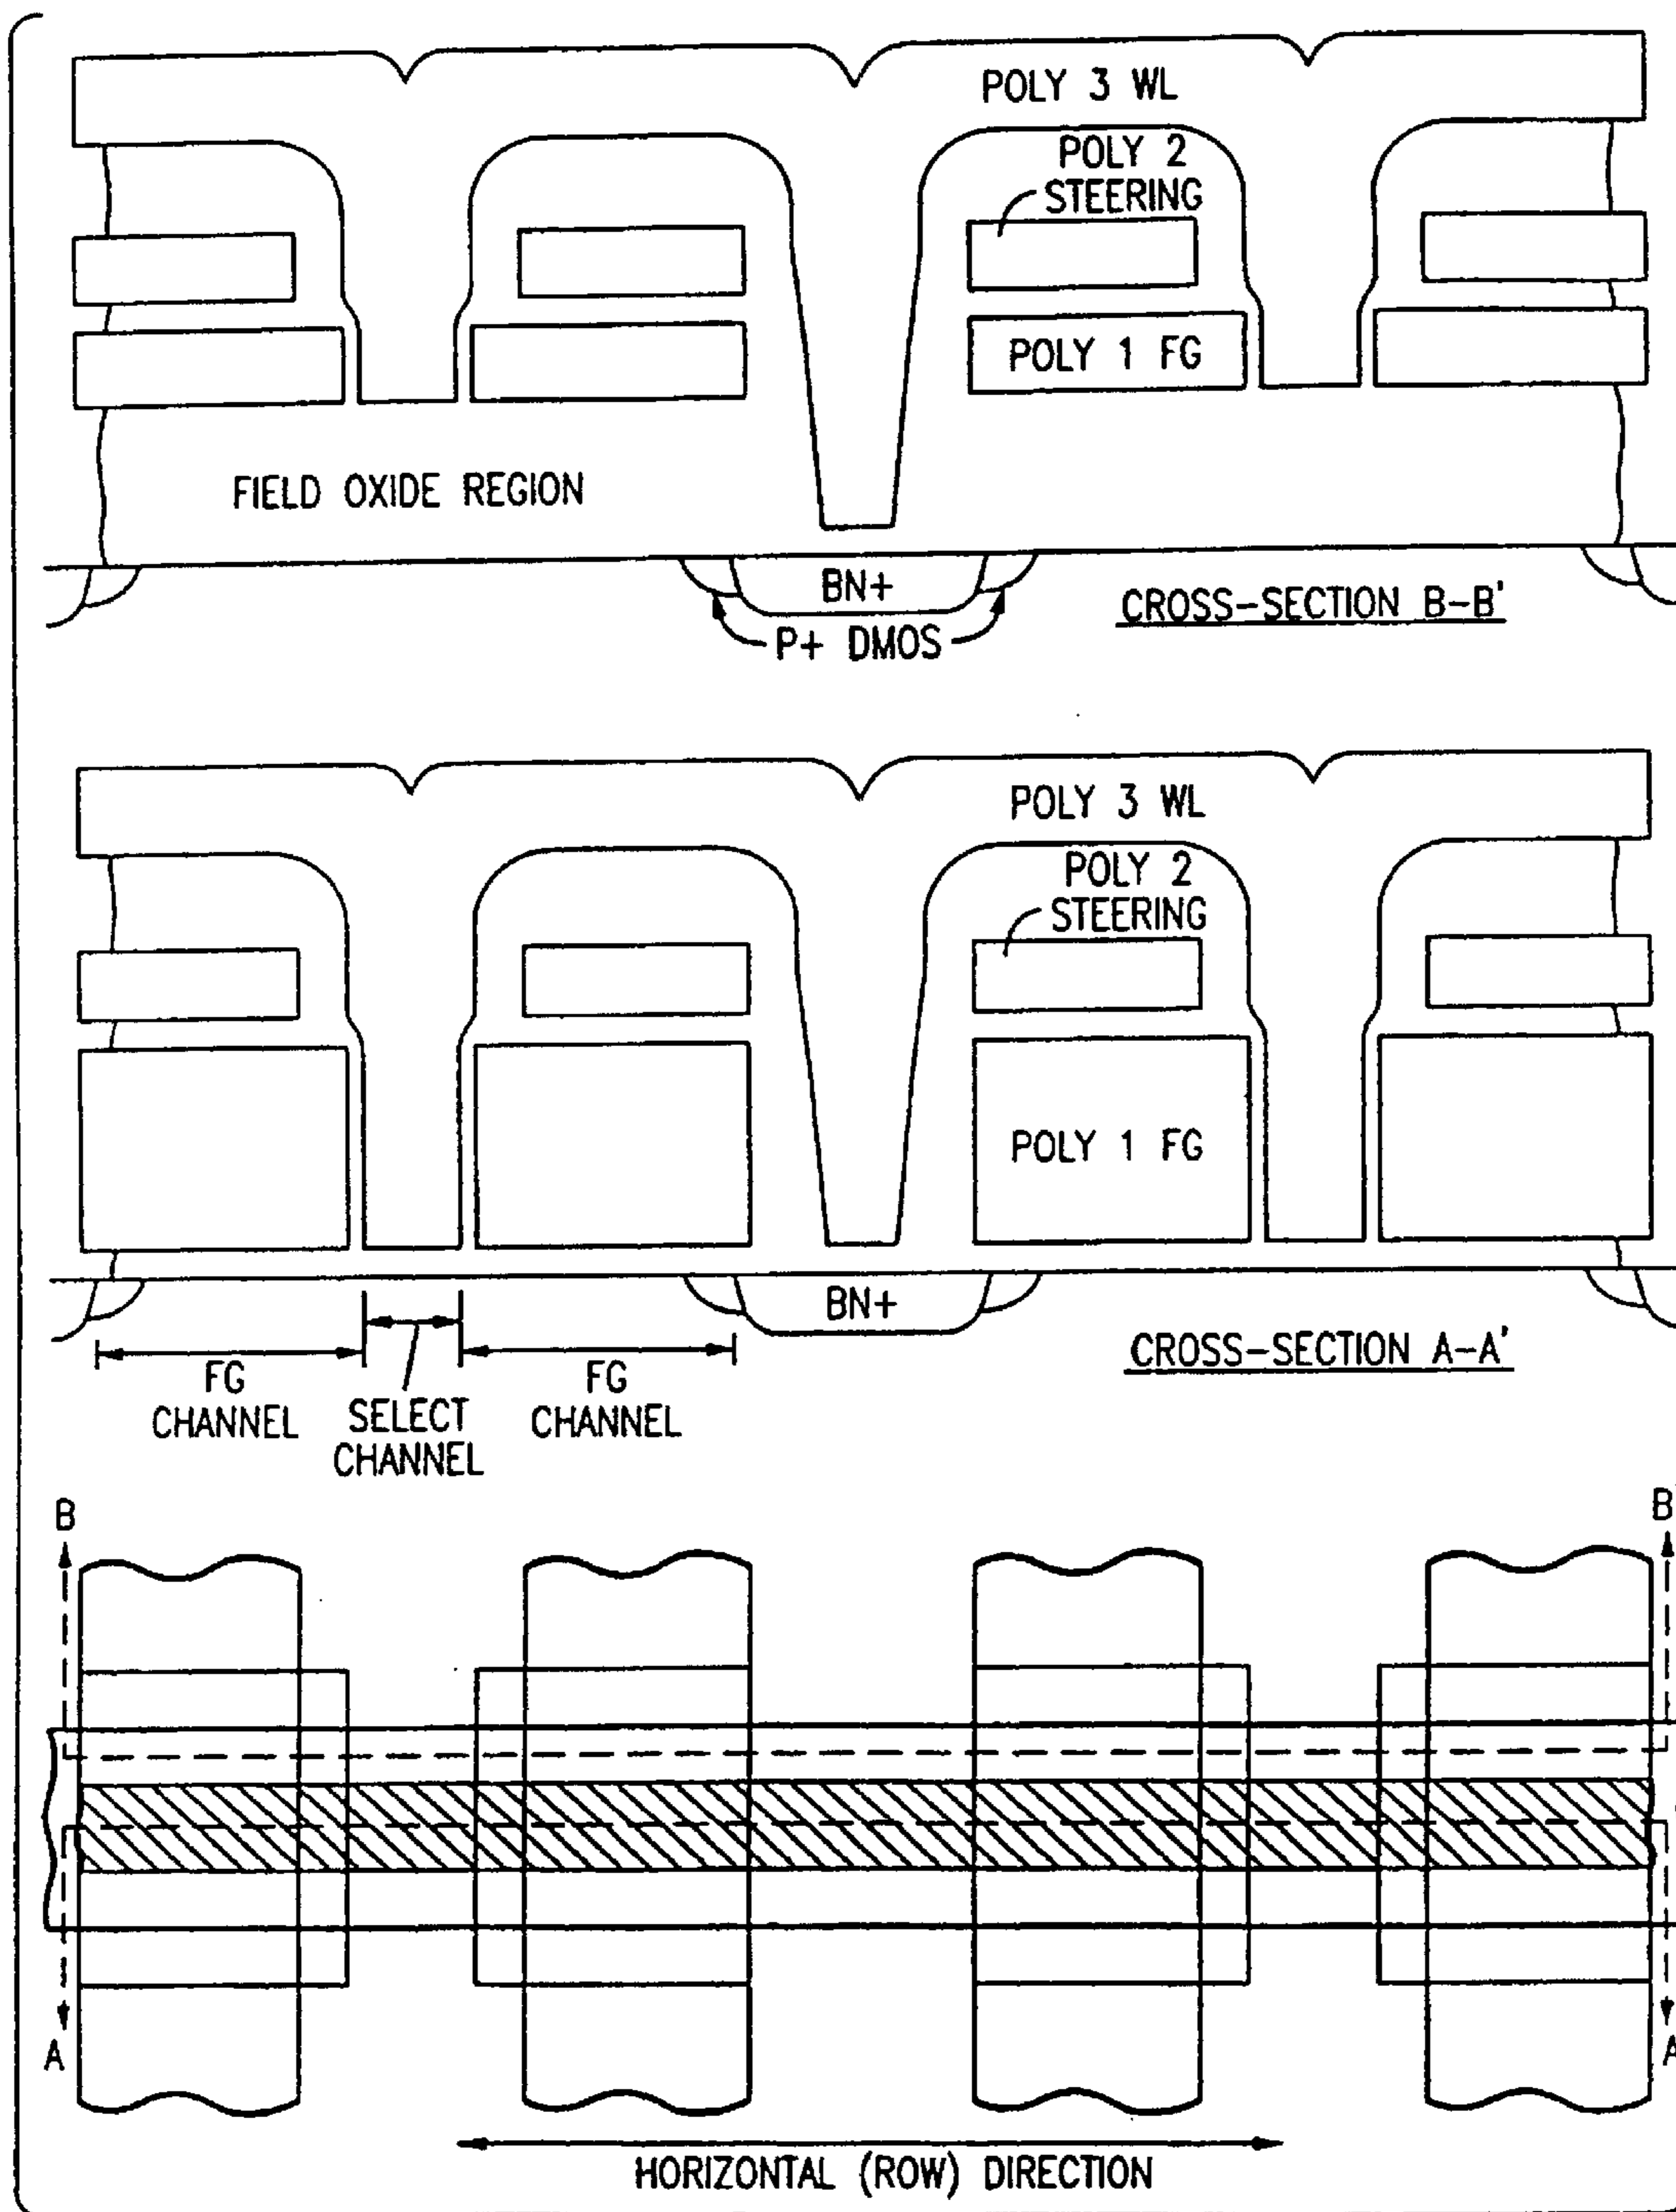 POLY 3 WL
POLY 2
STEERING
POLY 1 FG
FIELD OXIDE REGION
BN+
P+ DMOS
CROSS-SECTION B-B'
POLY 3 WL
POLY 2
STEERING
POLY 1 FG
BN+
CROSS-SECTION A-A'
FG
CHANNEL
SELECT
CHANNEL
FG
CHANNEL
B
B
A
A
HORIZONTAL (ROW) DIRECTION